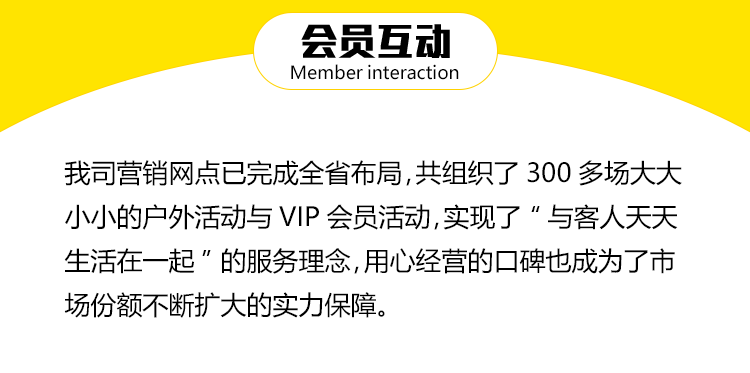 会员互动
Member interaction
我司营销网点已完成全省布局，共组织了 300 多场大大
小小的户外活动与 VIP 会员活动，实现了 “ 与客人天天
生活在一起 ” 的服务理念，用心经营的口碑也成为了市
场份额不断扩大的实力保障。